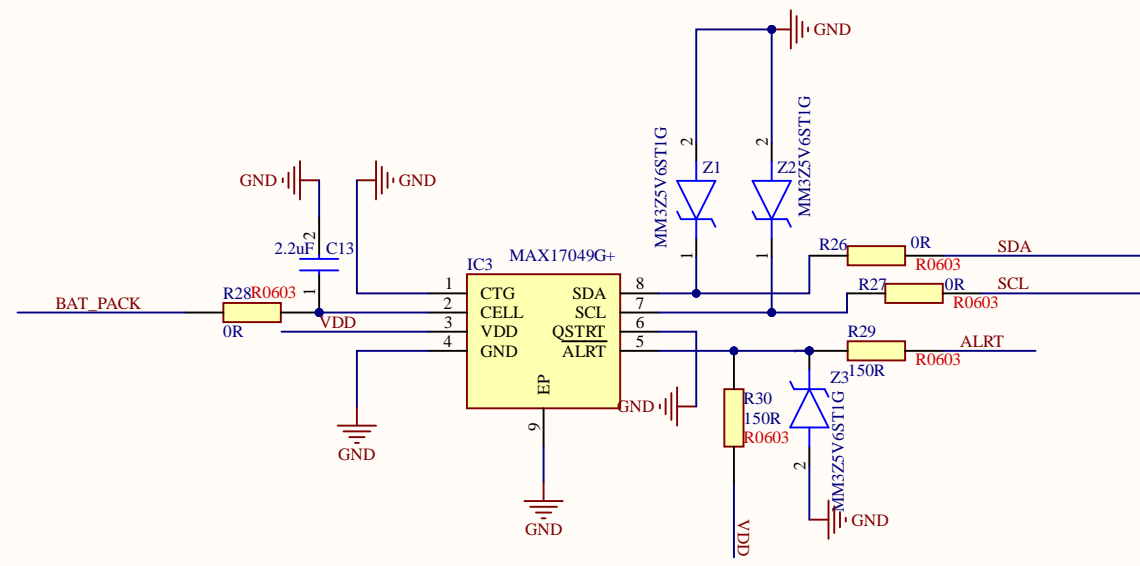 GND
MM3Z5V6ST1G
2
Z1
1
2
Z2
1
MM3Z5V6ST1G
GND
GND
2
2.2uF
C13
1
MAX17049G+
IC3
R26
0R
R0603
SDA
R27
0R
R0603
SCL
BAT_PACK
R28
R0603
0R
VDD
1
CTG
2
CELL
3
VDD
4
GND
SDA
8
SCL
7
QSTRT
6
ALRT
5
EP
9
R29
150R
R0603
ALRT
Z3
MM3Z5V6ST1G
2
R30
150R
R0603
GND
GND
GND
GND
VDD